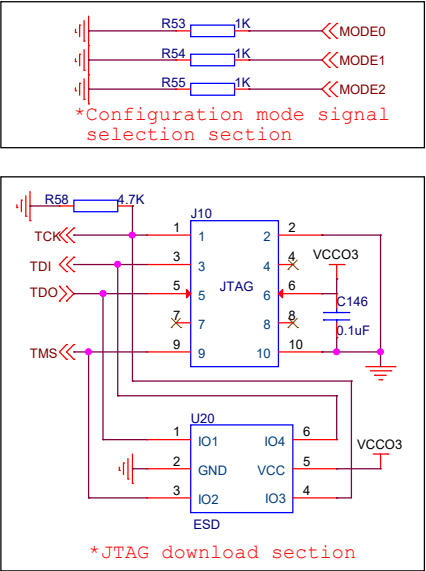 R53 1K MODE0
R54 1K MODE1
R55 1K MODE2
*Configuration mode signal
selection section
R58 4.7K
J10
TCK 1 1 2 2
VCCO3
TDI 3 3 4 4
JTAG
TDO 5 5 6 6
C146
7 7 8 8
0.1uF
TMS 9 9 10 10
U20
1 IO1 IO4 6
VCCO3
2 GND VCC 5
3 IO2 IO3 4
ESD
*JTAG download section